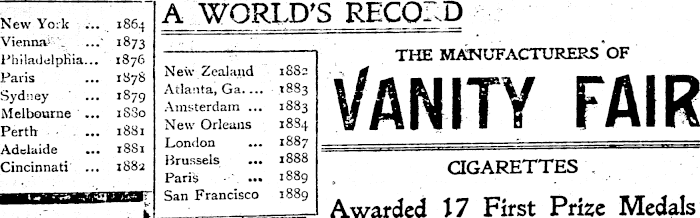 New York ... 1864
Vienna ... 1873
Philadelphia... 1876
Paris ... 1878
Sydney ... 1879
Melbourne ... 1880
Perth ... 1881
Adelaide ... 1881
Cincinnati ... 1882
A WORLD'S RECORD
New Zealand 1882
Atlanta, Ga.... 1883
Amsterdam ... 1883
New Orleans 1884
London ... 1887
Brussels ... 1888
Paris ... 1889
San Francisco 1889
THE MANUFACTURERS OF
VANITY FAIR
CIGARETTES
Awarded 17 First Prize Medals